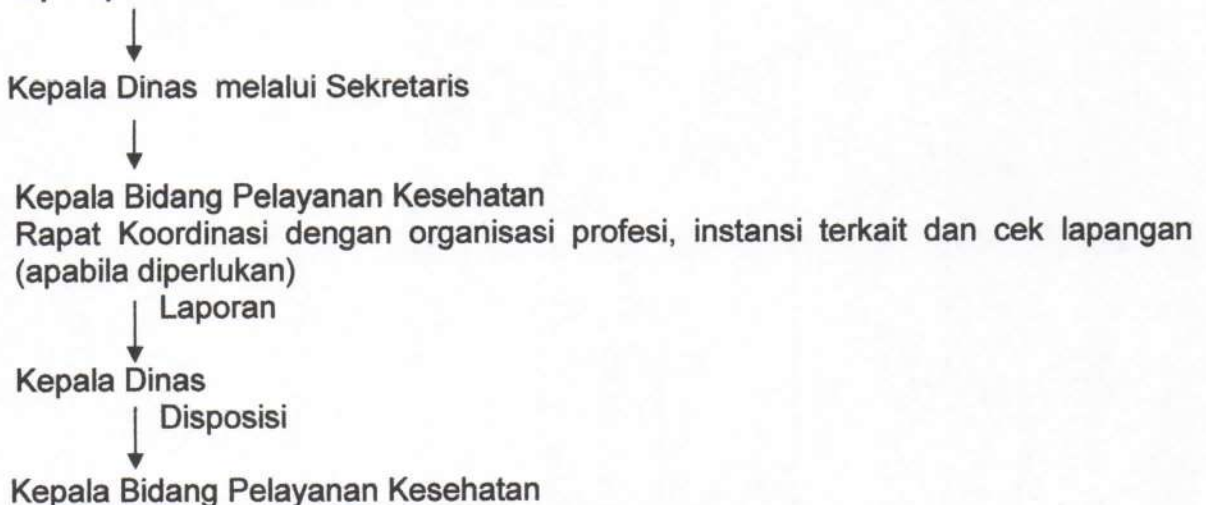 Kepala Dinas melalui Sekretaris
Kepala Bidang Pelayanan Kesehatan
Rapat Koordinasi dengan organisasi profesi, instansi terkait dan cek lapangan
(apabila diperlukan)
Laporan
Kepala Dinas
Disposisi
Kepala Bidang Pelayanan Kesehatan